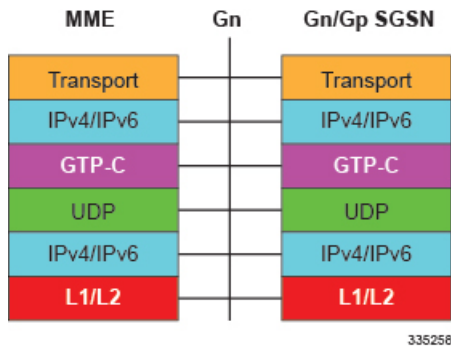 MME Gn Gn/Gp SGSN
Transport Transport
IPv4/IPv6 IPv4/IPv6
GTP-C GTP-C
UDP UDP
IPv4/IPv6 IPv4/IPv6
L1/L2 L1/L2
335258